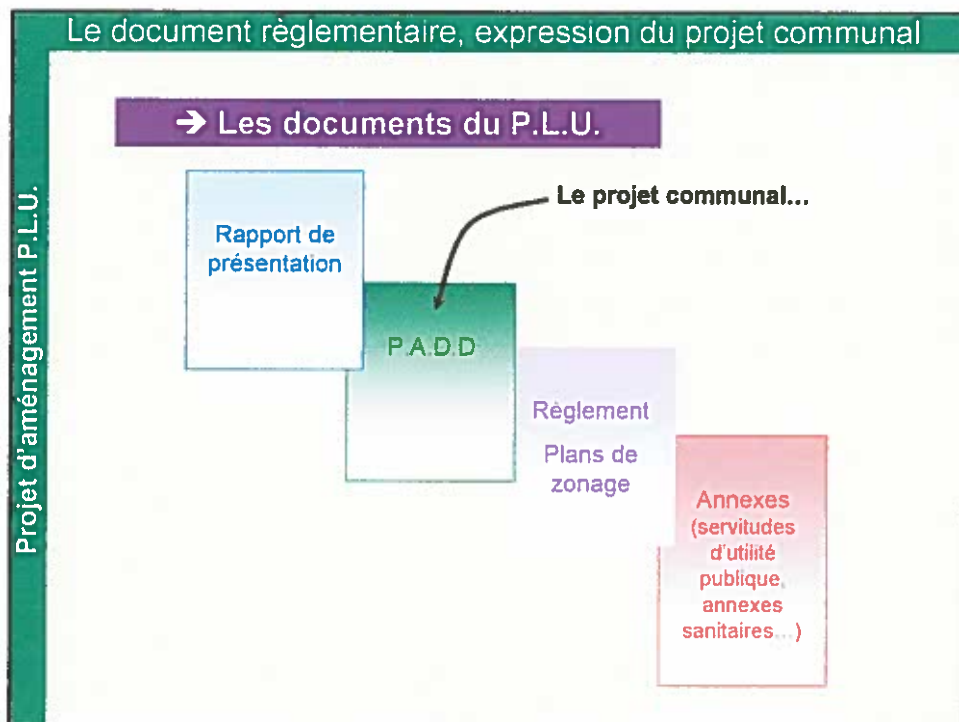 Le document règlementaire, expression du projet communal
Projet d'aménagement P.L.U.
➔ Les documents du P.L.U.
Le projet communal...
Rapport de
présentation
P.A.D.D
Règlement
Plans de
zonage
Annexes
(servitudes
d'utilité
publique,
annexes
sanitaires...)